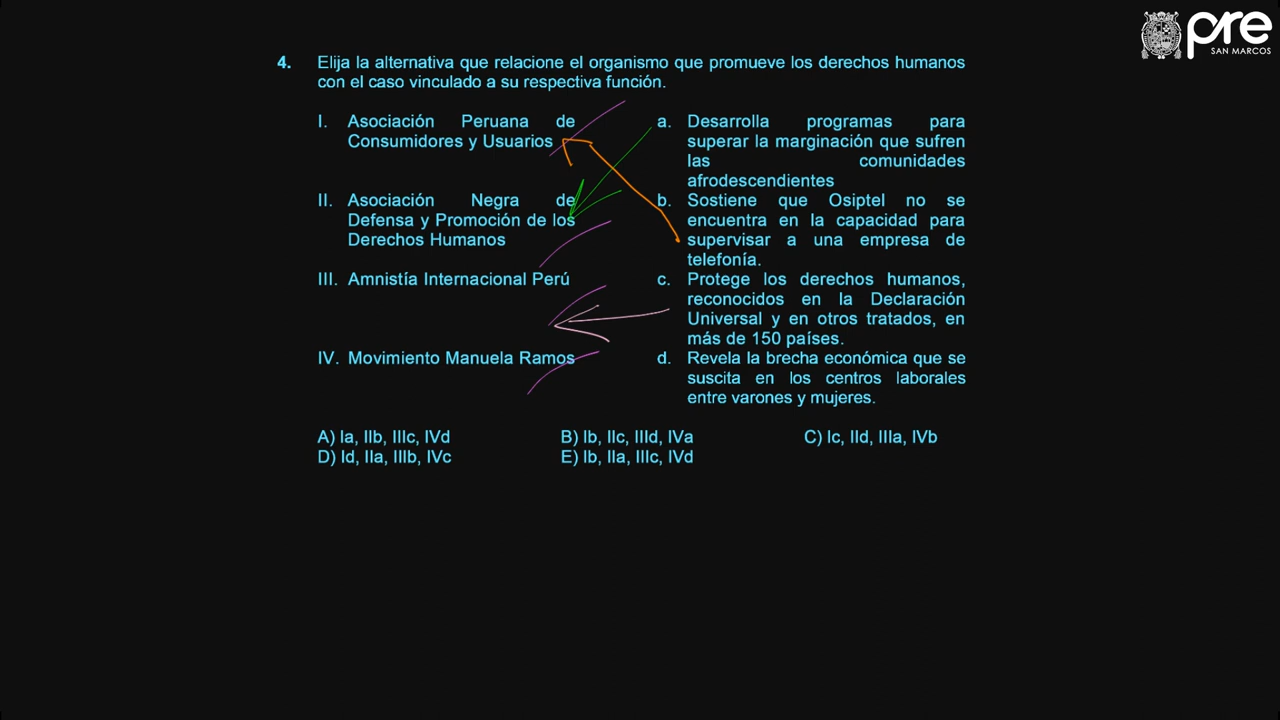 pre
SAN MARCOS
4. Elija la alternativa que relacione el organismo que promueve los derechos humanos
con el caso vinculado a su respectiva función.
I. Asociación Peruana de
Consumidores y Usuarios
II. Asociación Negra de
Defensa y Promoción de los
Derechos Humanos
III. Amnistía Internacional Perú
IV. Movimiento Manuela Ramos
a. Desarrolla programas para
superar la marginación que sufren
las comunidades
afrodescendientes
b. Sostiene que Osiptel no se
encuentra en la capacidad para
supervisar a una empresa de
telefonía.
c. Protege los derechos humanos,
reconocidos en la Declaración
Universal y en otros tratados, en
más de 150 países.
d. Revela la brecha económica que se
suscita en los centros laborales
entre varones y mujeres.
A) Ia, IIb, IIIc, IVd B) Ib, IIc, IIId, IVa C) Ic, IId, IIIa, IVb
D) Id, IIa, IIIb, IVc E) Ib, IIa, IIIc, IVd